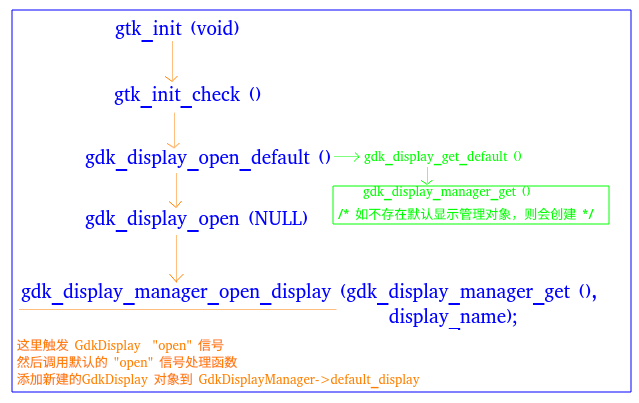 gtk_init (void)
gtk_init_check ()
gdk_display_open_default ()
gdk_display_get_default ()
gdk_display_manager_get ()
/* 如不存在默认显示管理对象，则会创建 */
gdk_display_open (NULL)
gdk_display_manager_open_display (gdk_display_manager_get (),
display_name);
这里触发 GdkDisplay "open" 信号
然后调用默认的 "open" 信号处理函数
添加新建的GdkDisplay 对象到 GdkDisplayManager->default_display